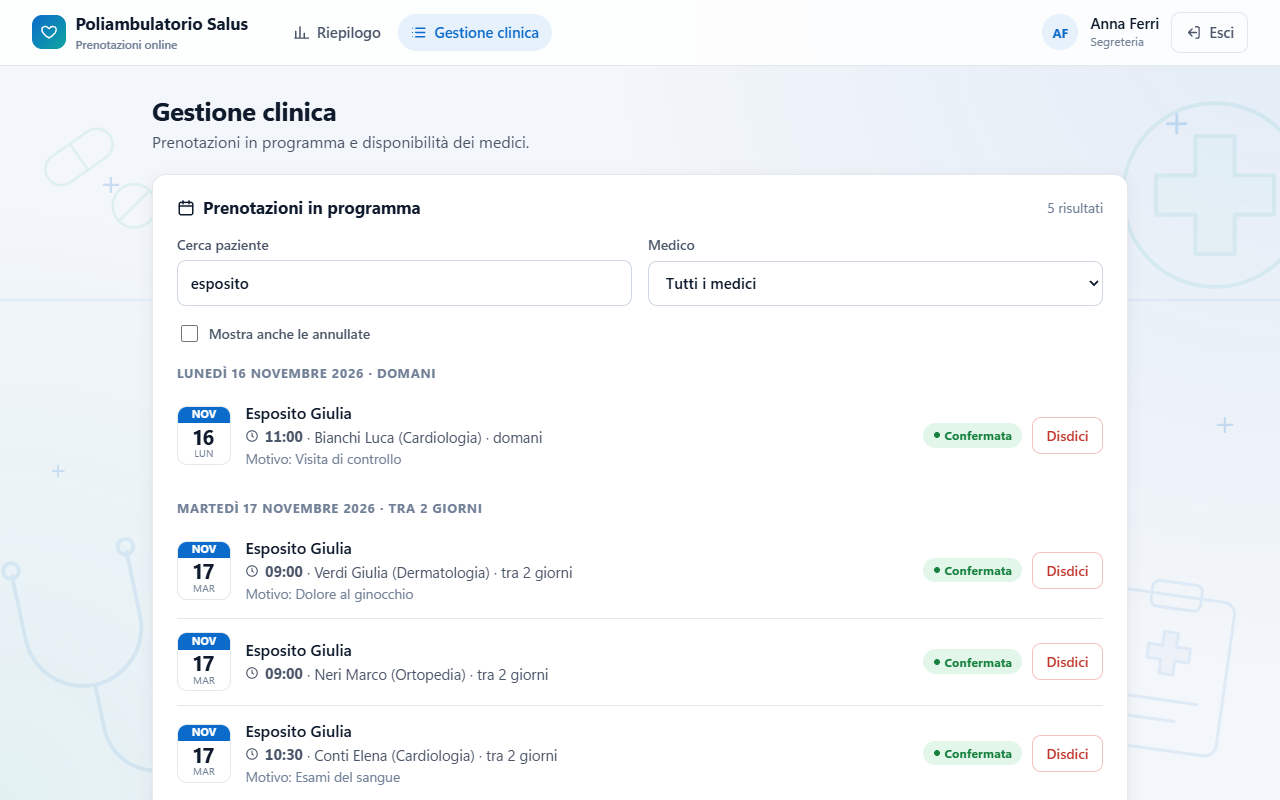 Poliambulatorio Salus
Prenotazioni online
Riepilogo
Gestione clinica
AF
Anna Ferri
Segreteria
Esci
Gestione clinica
Prenotazioni in programma e disponibilità dei medici.
Prenotazioni in programma
5 risultati
Cerca paziente
Medico
esposito
Tutti i medici
Mostra anche le annullate
LUNEDÌ 16 NOVEMBRE 2026 · DOMANI
NOV
16
LUN
Esposito Giulia
11:00 · Bianchi Luca (Cardiologia) · domani
Motivo: Visita di controllo
Confermata
Disdici
MARTEDÌ 17 NOVEMBRE 2026 · TRA 2 GIORNI
NOV
17
MAR
Esposito Giulia
09:00 · Verdi Giulia (Dermatologia) · tra 2 giorni
Motivo: Dolore al ginocchio
Confermata
Disdici
NOV
17
MAR
Esposito Giulia
09:00 · Neri Marco (Ortopedia) · tra 2 giorni
Confermata
Disdici
NOV
17
MAR
Esposito Giulia
10:30 · Conti Elena (Cardiologia) · tra 2 giorni
Motivo: Esami del sangue
Confermata
Disdici